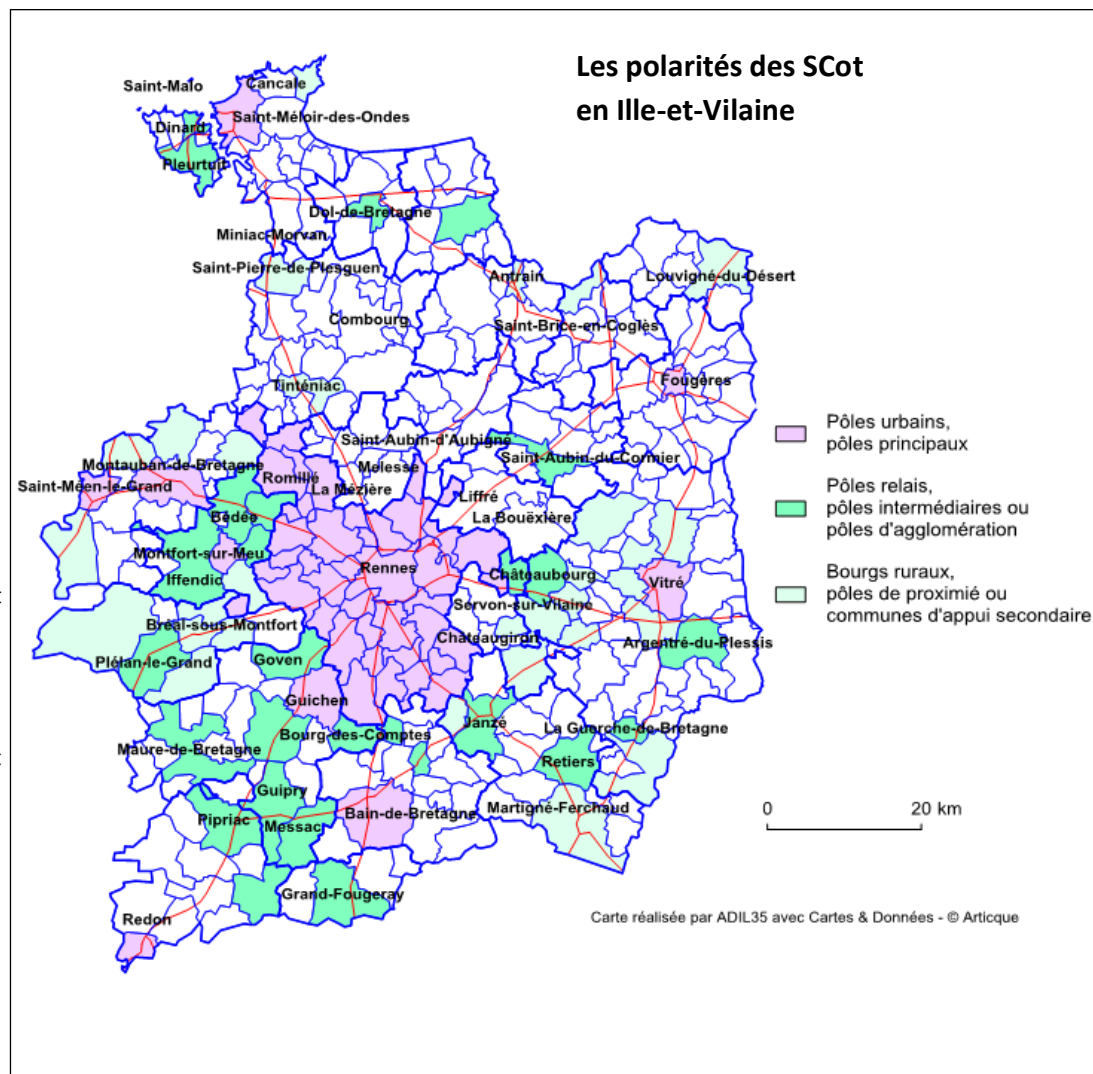 Les polarités des SCot
en Ille-et-Vilaine
Saint-Malo
Cancale
Saint-Méloir-des-Ondes
Dinard
Pleurtuit
Dol-de-Bretagne
Miniac-Morvan
Saint-Pierre-de-Plesguen
Antrain
Louvigné-du-Désert
Combourg
Saint-Brice-en-Coglès
Tinténiac
Fougères
Saint-Aubin-d'Aubigné
Montauban-de-Bretagne
Melesse
Saint-Aubin-du-Cormier
Saint-Méen-le-Grand
Romillé
La Mézière
Liffré
Bédée
La Bouëxière
Montfort-sur-Meu
Iffendic
Rennes
Châteaubourg
Vitré
Servon-sur-Vilaine
Bréal-sous-Montfort
Châteaugiron
Argentré-du-Plessis
Plélan-le-Grand
Goven
Guichen
Janzé
La Guerche-de-Bretagne
Bourg-des-Comptes
Maure-de-Bretagne
Retiers
Guipry
Bain-de-Bretagne
Martigné-Ferchaud
Pipriac
Messac
Grand-Fougeray
Redon
Pôles urbains,
pôles principaux
Pôles relais,
pôles intermédiaires ou
pôles d'agglomération
Bourgs ruraux,
pôles de proximié ou
communes d'appui secondaire
0 20 km
Carte réalisée par ADIL35 avec Cartes & Données - © Articque